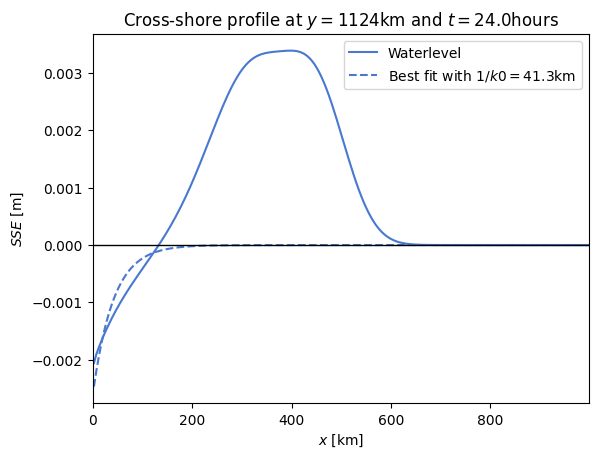 Cross-shore profile at y = 1124km and t = 24.0hours
Waterlevel
Best fit with 1/k0 = 41.3km
SSE [m]
0.003
0.002
0.001
0.000
−0.001
−0.002
0 200 400 600 800
x [km]